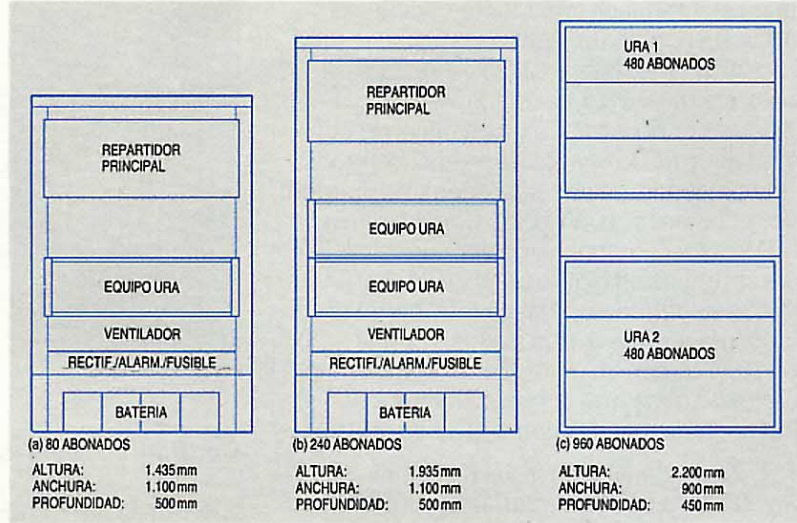 REPARTIDOR
PRINCIPAL
EQUIPO URA
VENTILADOR
RECTIF./ALARM./FUSIBLE
BATERIA
(a) 80 ABONADOS
ALTURA: 1.435 mm
ANCHURA: 1.100 mm
PROFUNDIDAD: 500 mm
REPARTIDOR
PRINCIPAL
EQUIPO URA
EQUIPO URA
VENTILADOR
RECTIFI./ALARM./FUSIBLE
BATERIA
(b) 240 ABONADOS
ALTURA: 1.935 mm
ANCHURA: 1.100 mm
PROFUNDIDAD: 500 mm
URA 1
480 ABONADOS
URA 2
480 ABONADOS
(c) 960 ABONADOS
ALTURA: 2.200 mm
ANCHURA: 900 mm
PROFUNDIDAD: 450 mm